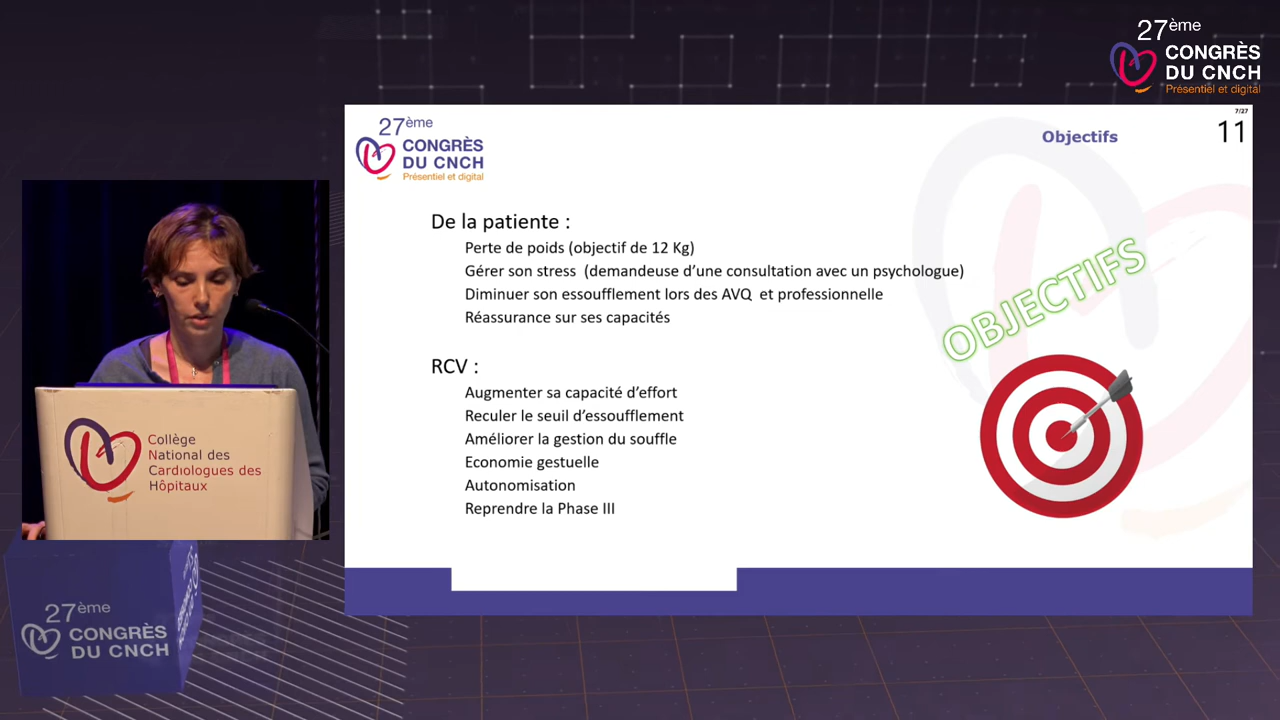 27ème
CONGRÈS
DU CNCH
Présentiel et digital
27ème
CONGRÈS
DU CNCH
Présentiel et digital
Objectifs
7/27
11
De la patiente :
Perte de poids (objectif de 12 Kg)
Gérer son stress (demandeuse d'une consultation avec un psychologue)
Diminuer son essoufflement lors des AVQ et professionnelle
Réassurance sur ses capacités
RCV :
Augmenter sa capacité d'effort
Reculer le seuil d'essoufflement
Améliorer la gestion du souffle
Economie gestuelle
Autonomisation
Reprendre la Phase III
OBJECTIFS
Collège
National des
Cardiologues des
Hôpitaux
27ème
CONGRÈS
DU CNCH